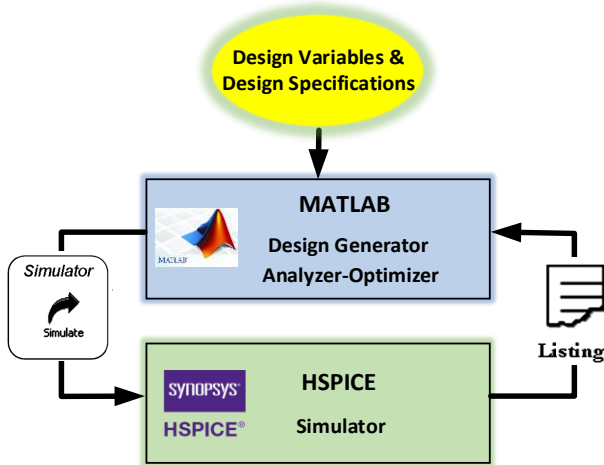 Design Variables &
Design Specifications
MATLAB
Design Generator
Analyzer-Optimizer
MATLAB
Simulator
Simulate
Listing
HSPICE
Simulator
SYNOPSYS®
HSPICE®